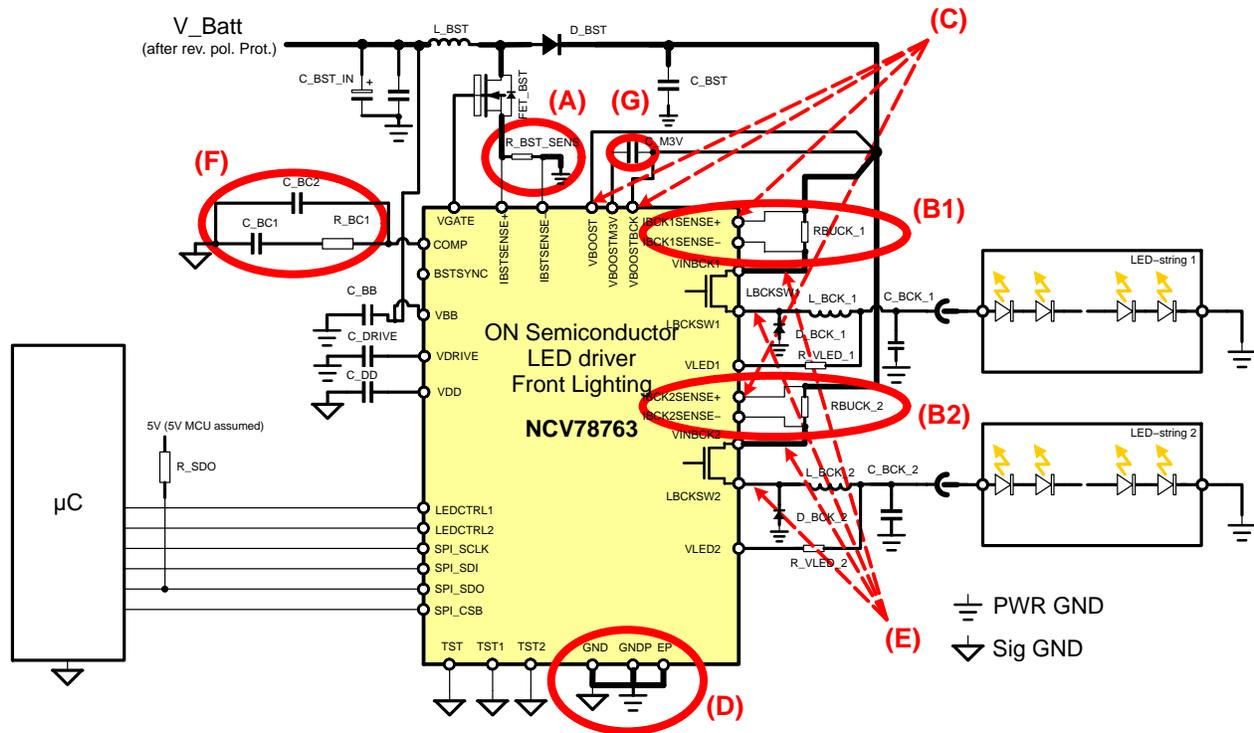 V_Batt
(after rev. pol. Prot.)
L_BST
D_BST
(C)
C_BST_IN
+
FET_BST
C_BST
(A)
(G)
R_BST_SENS
C_M3V
(F)
C_BC2
C_BC1
R_BC1
VGATE
IBSTSENSE+
IBSTSENSE−
VBOOST
VBOOSTM3V
VBOOSTBCK
IBCK1SENSE+
IBCK1SENSE−
RBUCK_1
(B1)
COMP
BSTSYNC
VINBCK1
LBCKSW1
LBCKSW1
L_BCK_1
C_BCK_1
LED−string 1
C_BB
VBB
C_DRIVE
VDRIVE
C_DD
VDD
ON Semiconductor
LED driver
Front Lighting
NCV78763
D_BCK_1
R_VLED_1
VLED1
IBCK2SENSE+
IBCK2SENSE−
RBUCK_2
(B2)
VINBCK2
LBCKSW2
L_BCK_2
C_BCK_2
LED−string 2
D_BCK_2
VLED2
R_VLED_2
5V (5V MCU assumed)
R_SDO
µC
LEDCTRL1
LEDCTRL2
SPI_SCLK
SPI_SDI
SPI_SDO
SPI_CSB
TST
TST1
TST2
GND
GNDP
EP
(D)
(E)
PWR GND
Sig GND